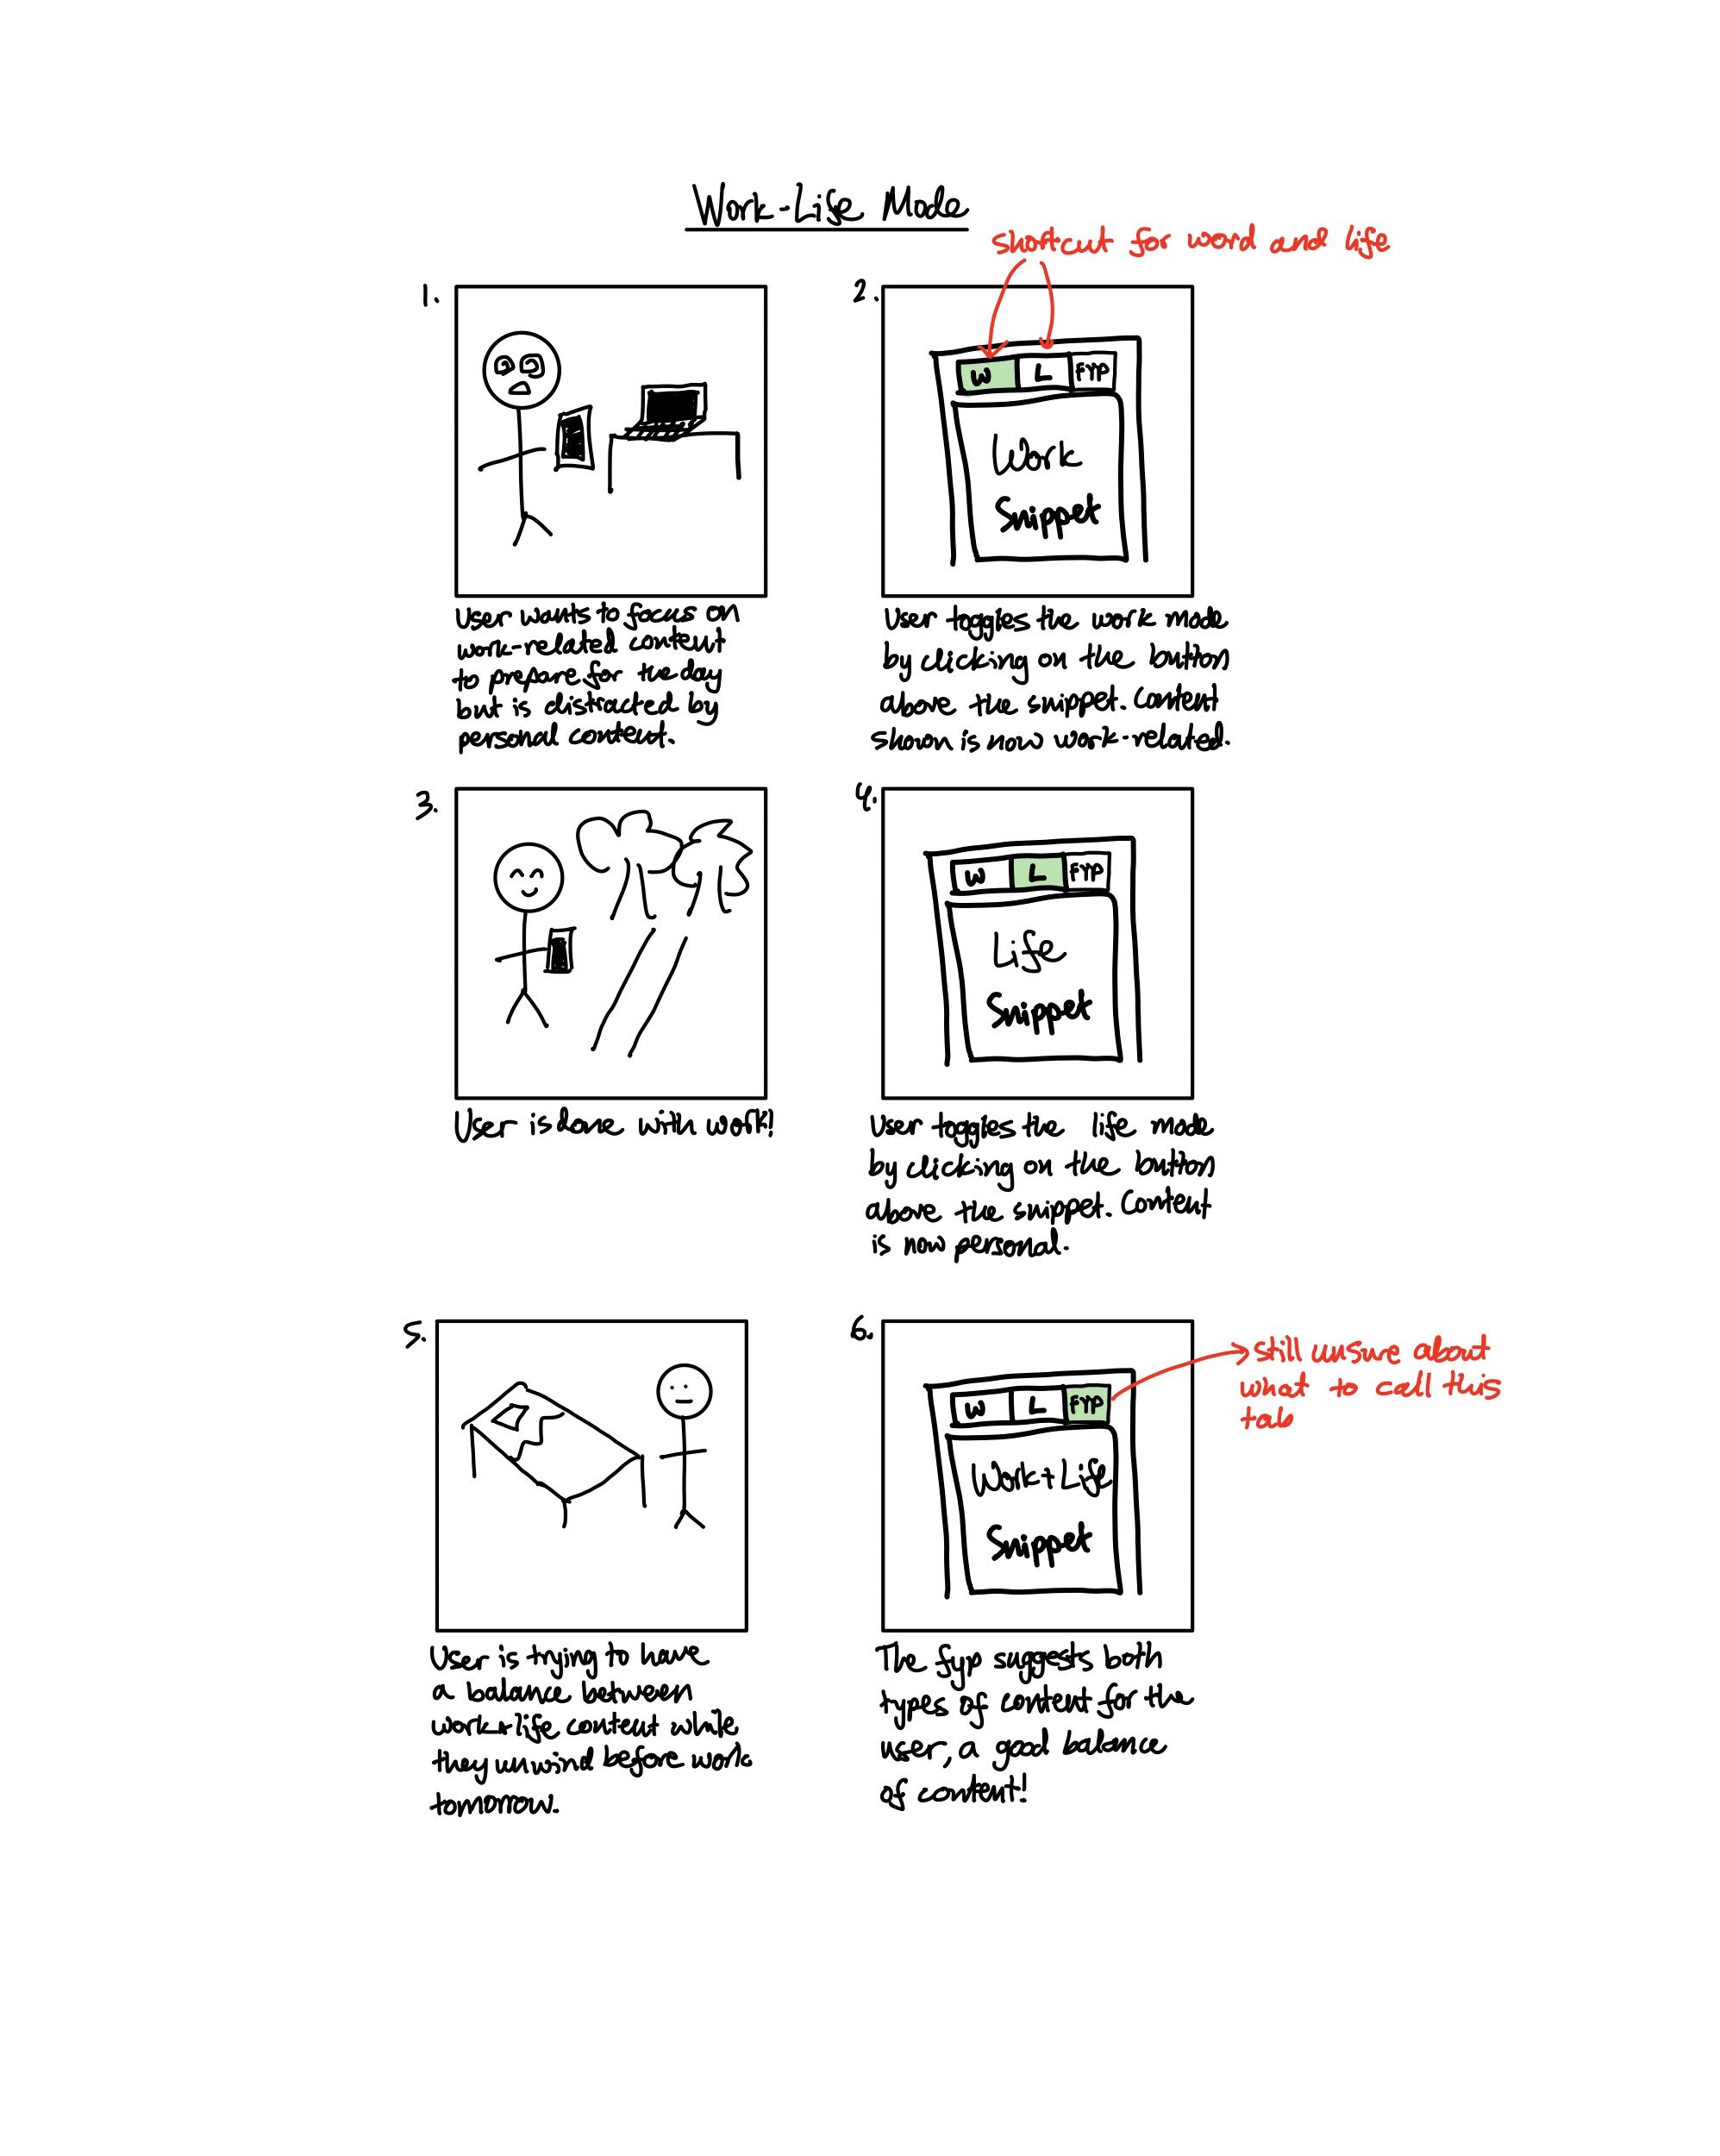 Work-Life Mode
shortcut for word and life
1.
User wants to focus on
work-related content
to prepare for the day
but is distracted by
personal content.
2.
W L FYP
Work
Snippet
User toggles the work mode
by clicking on the button
above the snippet. Content
shown is now work-related.
3.
User is done with work!
4.
W L FYP
Life
Snippet
User toggles the life mode
by clicking on the button
above the snippet. Content
is now personal.
5.
User is trying to have
a balance between
work+life content while
they unwind before work
tomorrow.
6.
W L FYP
Work+Life
Snippet
still unsure about
what to call this
tab
The fyp suggests both
types of content for the
user, a good balance
of content!